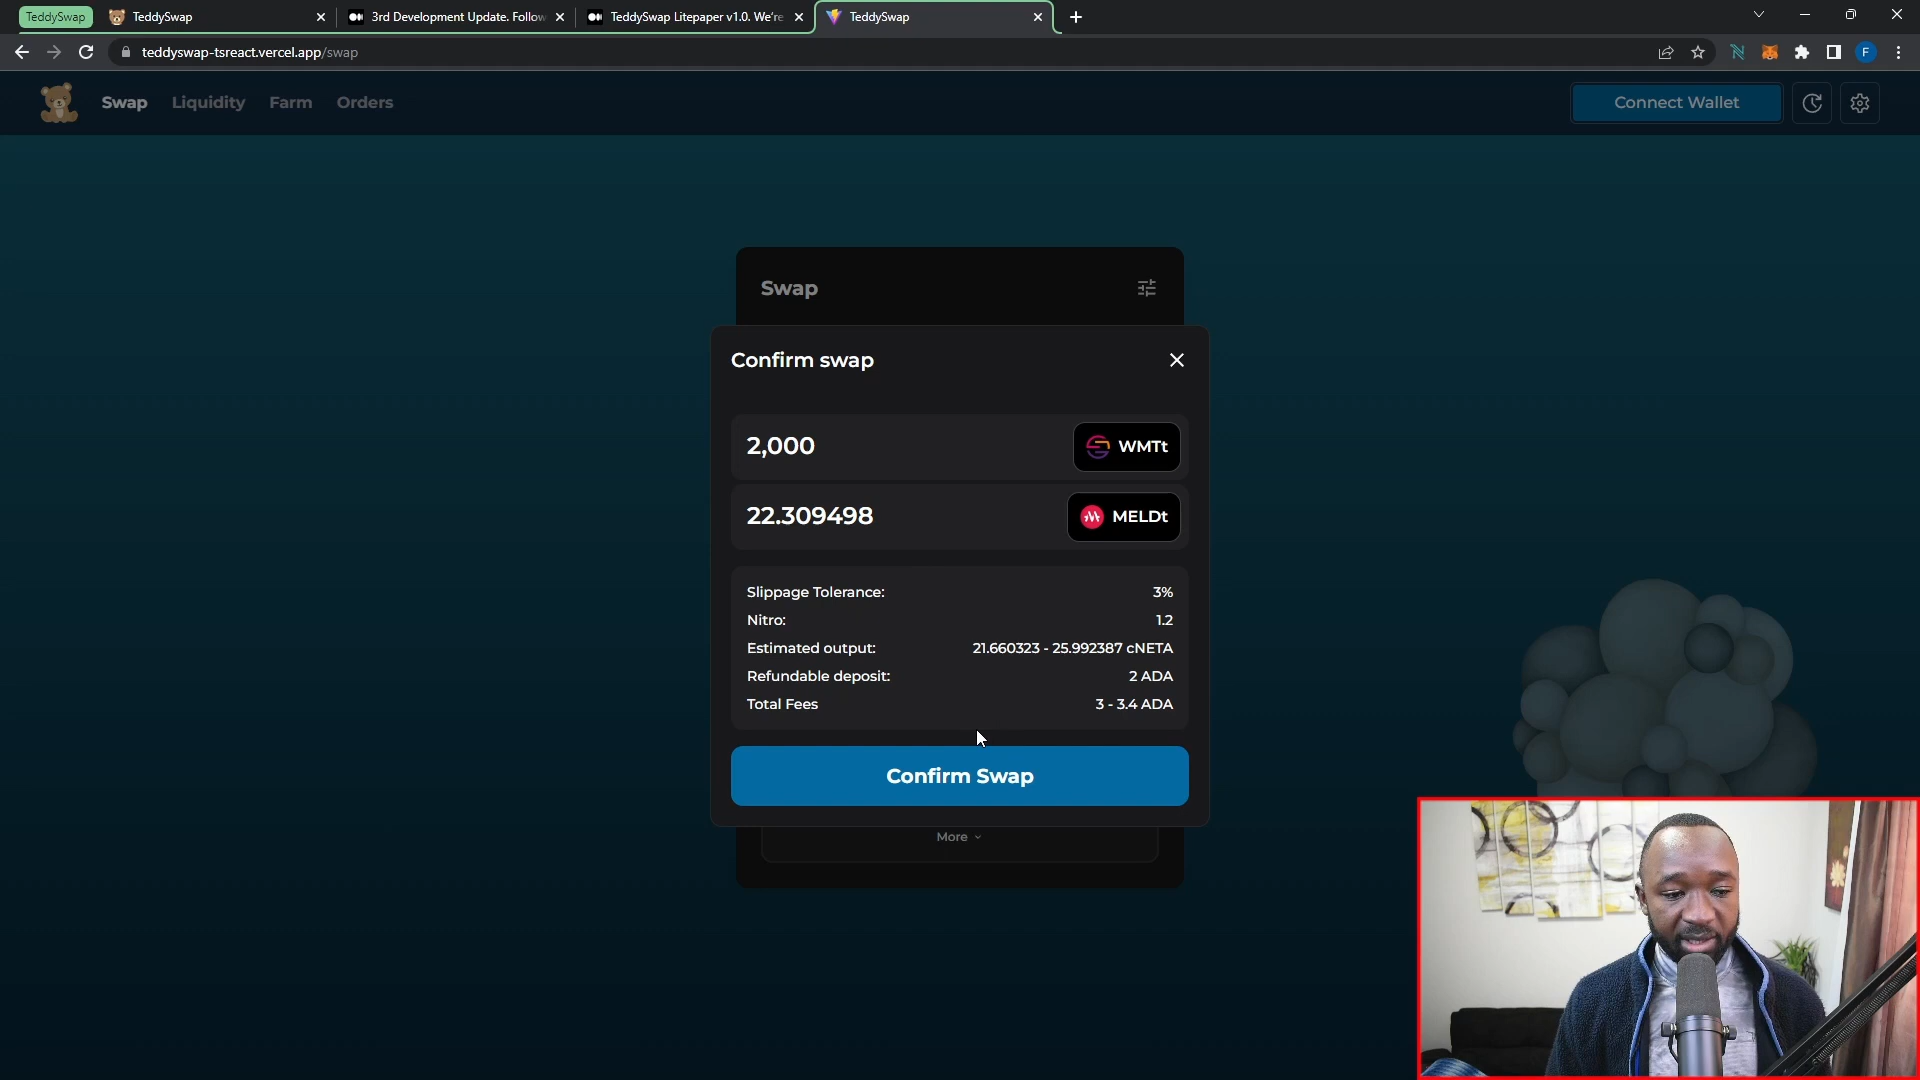 TeddySwap
TeddySwap
3rd Development Update. Follow
TeddySwap Litepaper v1.0. We're
TeddySwap
teddyswap-tsreact.vercel.app/swap
F
Swap Liquidity Farm Orders
Connect Wallet
Swap
Confirm swap
2,000 WMTt
22.309498 MELDt
Slippage Tolerance: 3%
Nitro: 1.2
Estimated output: 21.660323 - 25.992387 cNETA
Refundable deposit: 2 ADA
Total Fees 3 - 3.4 ADA
Confirm Swap
More